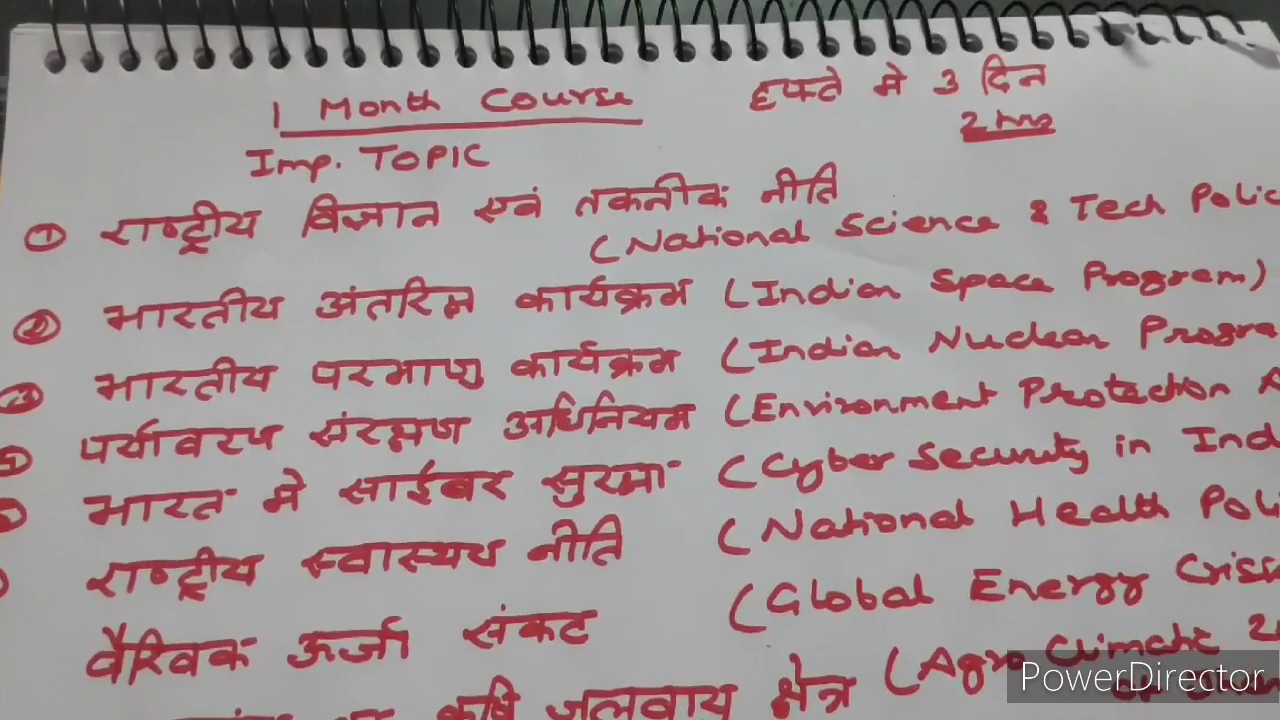 1 Month Course हफ्ते मे 3 दिन
2 hrs
Imp. TOPIC
① राष्ट्रीय विज्ञान एवं तकनीक नीति
(National Science & Tech Polic
② भारतीय अंतरिक्ष कार्यक्रम (Indian Space Program)
③ भारतीय परमाणु कार्यक्रम (Indian Nuclear Progra
पर्यावरण संरक्षण अधिनियम (Environment Protection A
भारत मे साईबर सुरक्षा (Cyber Security in Ind
राष्ट्रीय स्वास्थय नीति (National Health Poli
वैश्विक ऊर्जा संकट (Global Energy Crisi
कृषि जलवायु क्षेत्र (Agro Climatic
PowerDirector